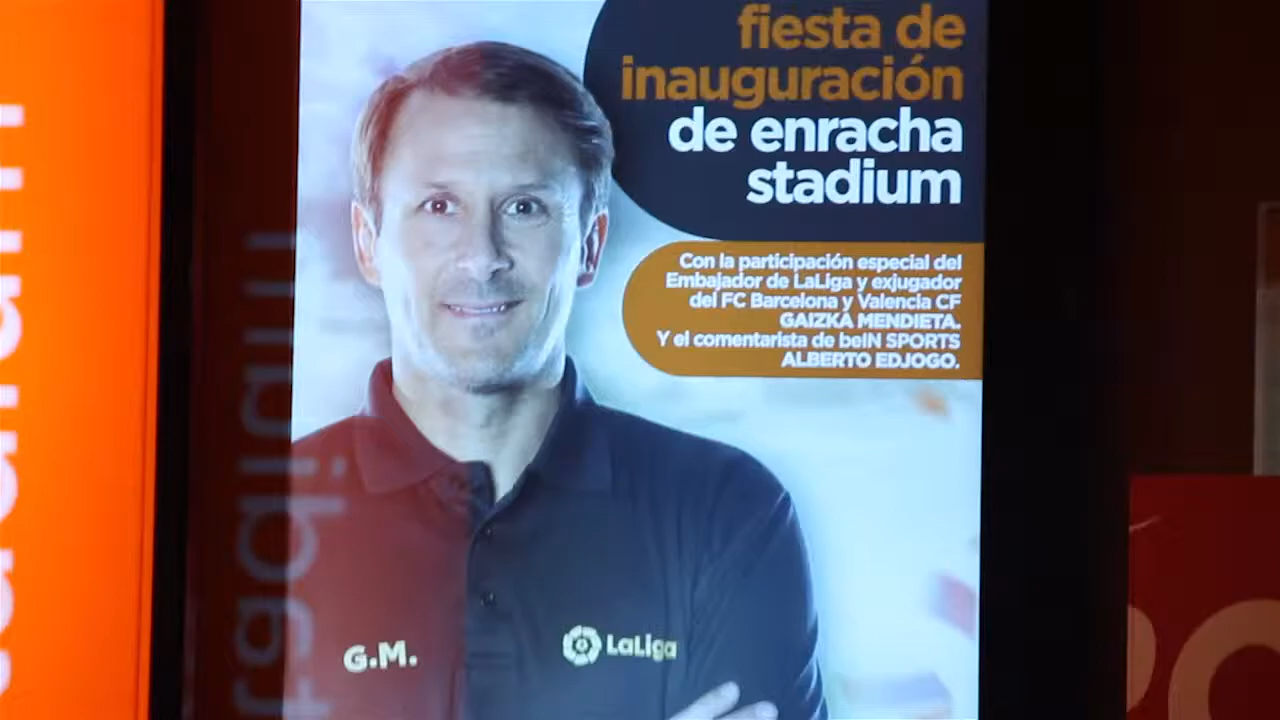 fiesta de
inauguración
de enracha
stadium
Con la participación especial del
Embajador de LaLiga y exjugador
del FC Barcelona y Valencia CF
GAIZKA MENDIETA.
Y el comentarista de beIN SPORTS
ALBERTO EDJOGO.
G.M.
LaLiga